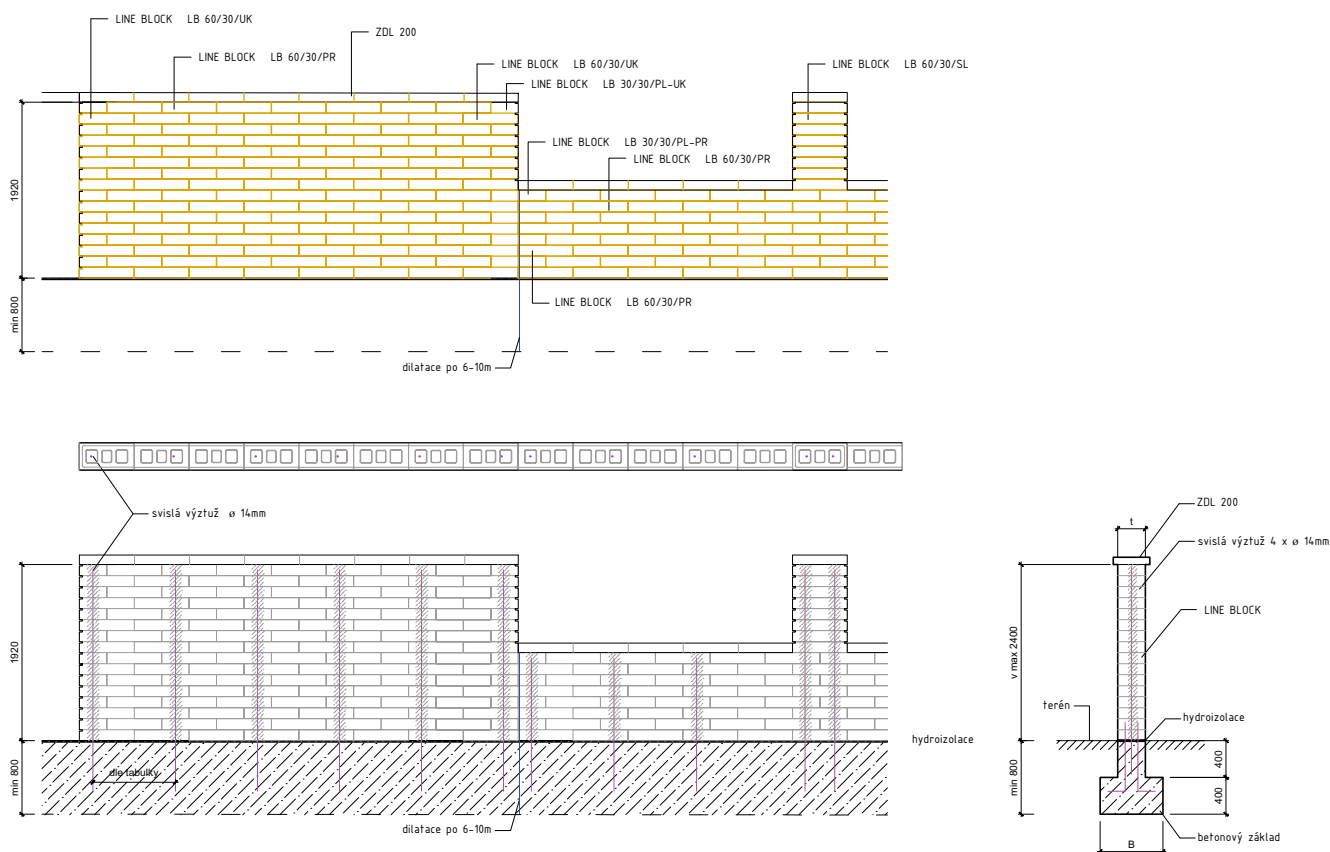 LINE BLOCK LB 60/30/UK
ZDL 200
LINE BLOCK LB 60/30/PR
LINE BLOCK LB 60/30/UK
LINE BLOCK LB 60/30/SL
LINE BLOCK LB 30/30/PL-UK
LINE BLOCK LB 30/30/PL-PR
LINE BLOCK LB 60/30/PR
1920
LINE BLOCK LB 60/30/PR
min 800
dilatace po 6-10m
svislá výztuž ø 14mm
ZDL 200
t
svislá výztuž 4 x ø 14mm
LINE BLOCK
1920
v max 2400
terén
hydroizolace
hydroizolace
dle tabulky
min 800
min 800
400
400
dilatace po 6-10m
betonový základ
B